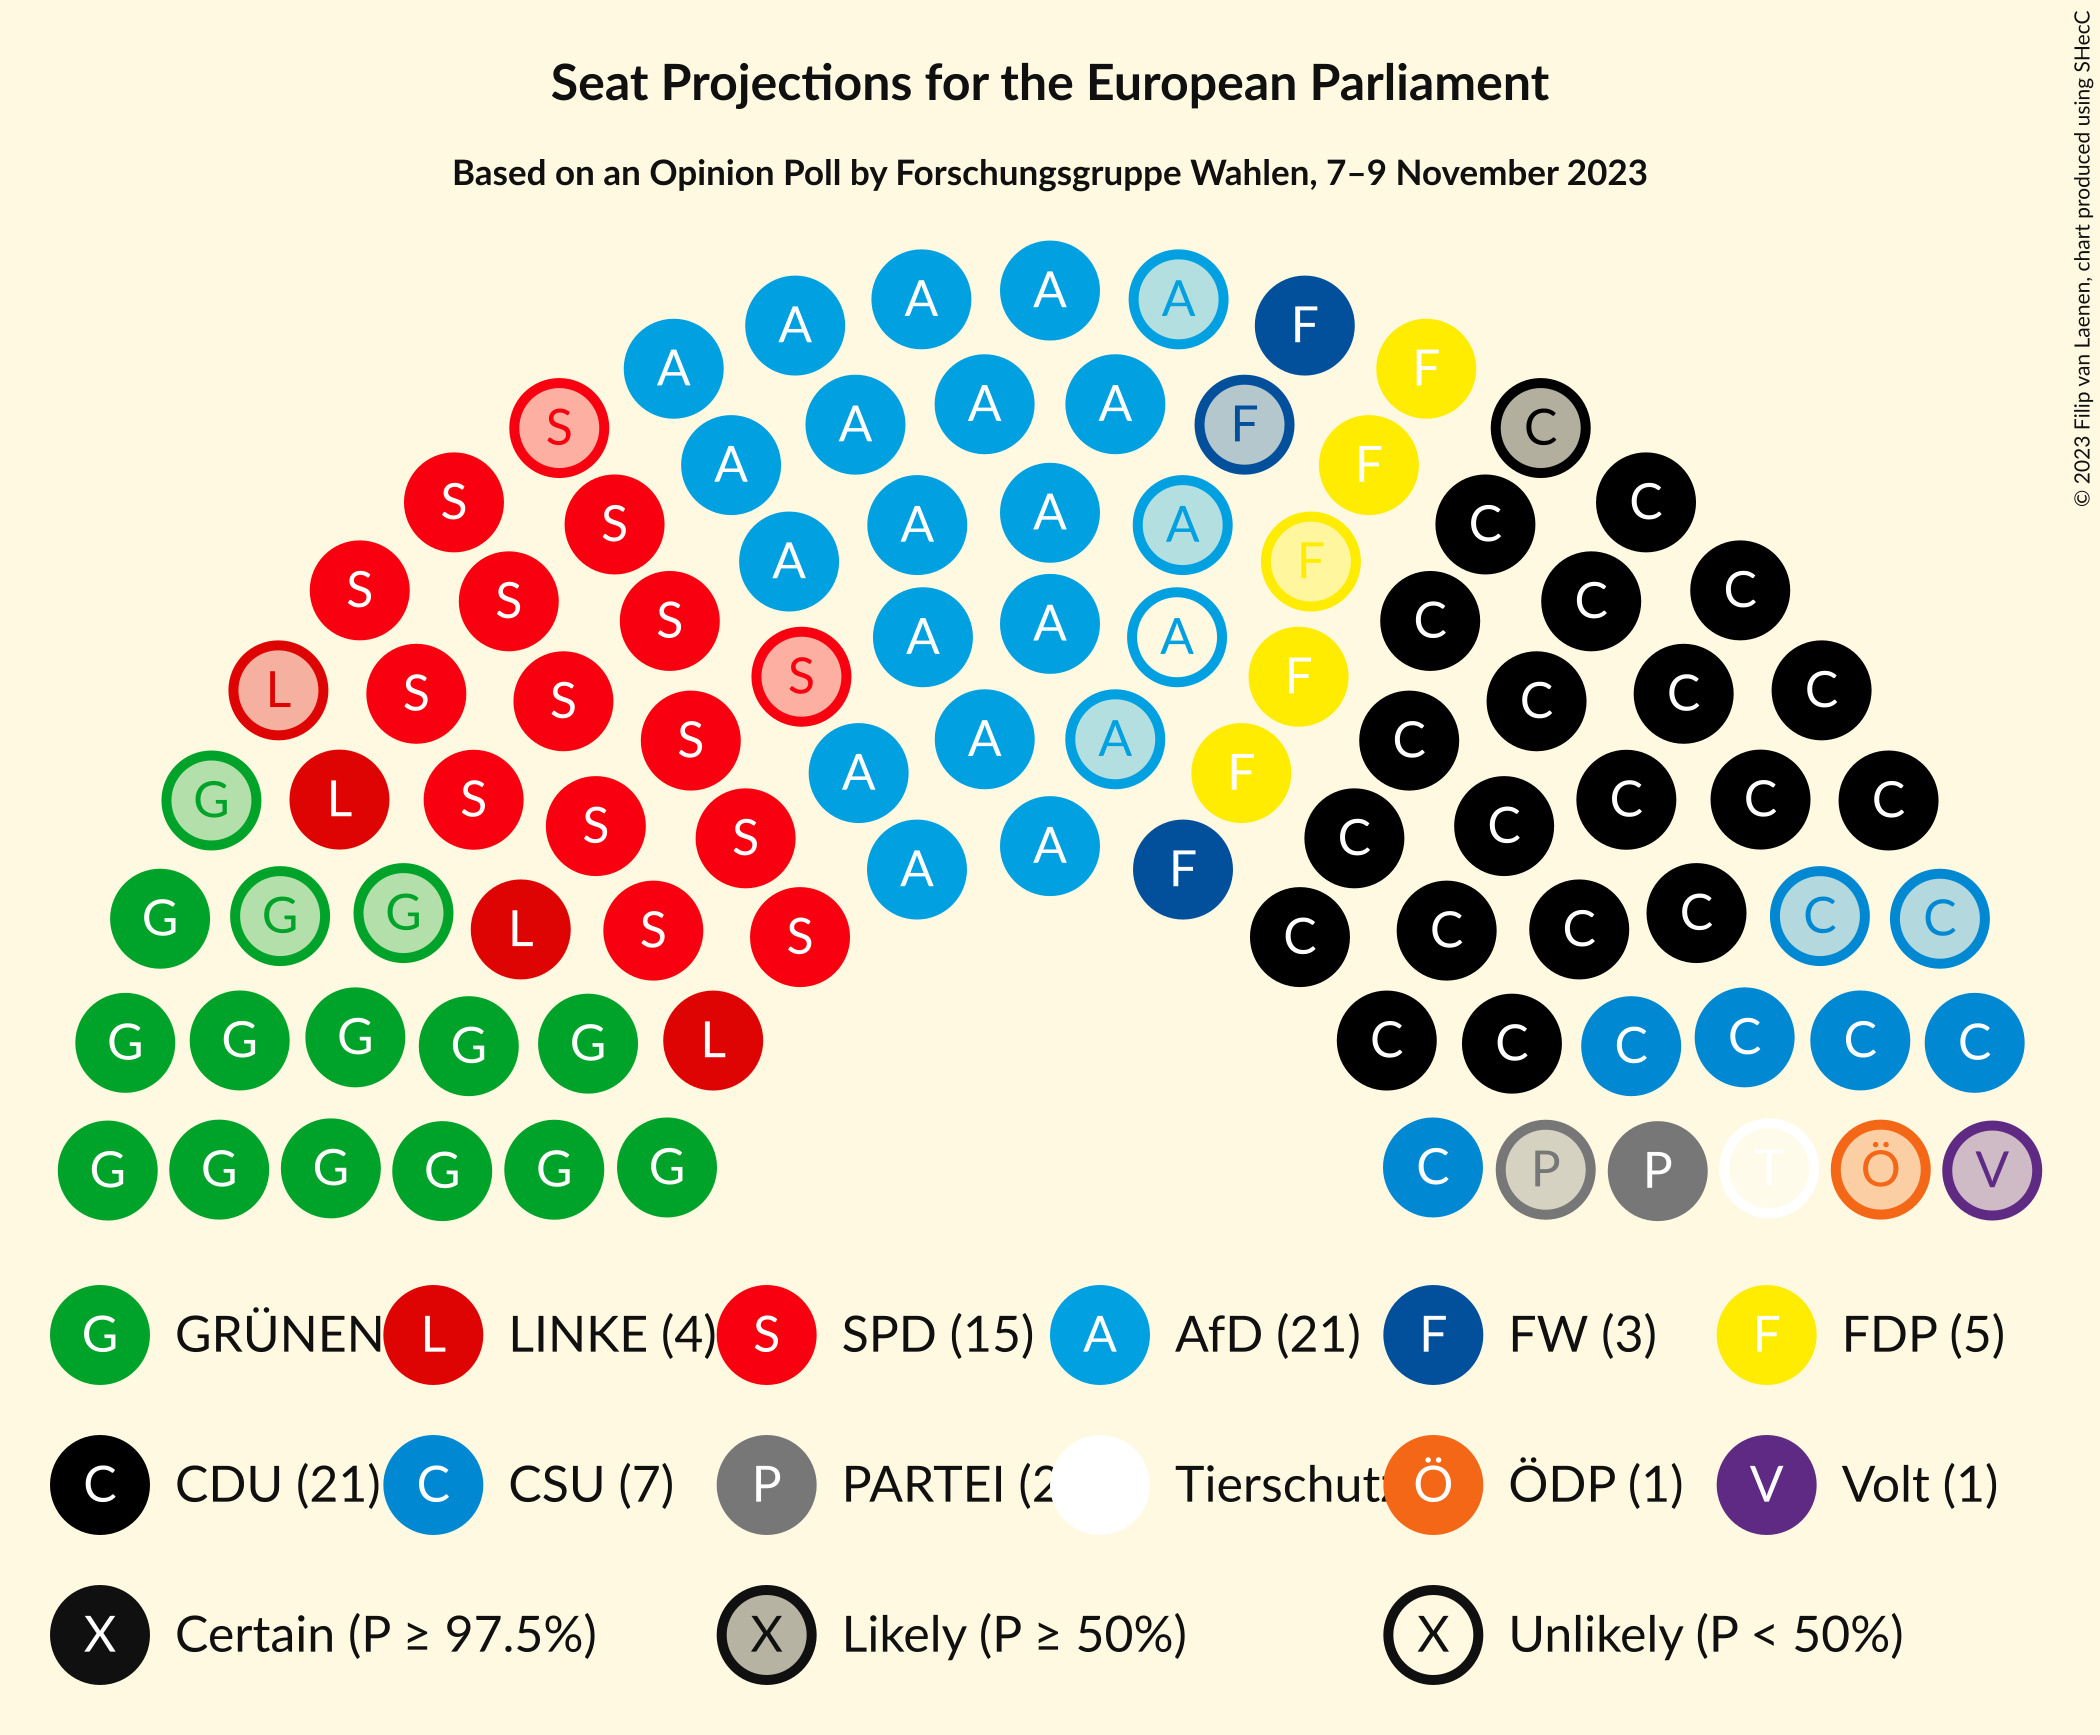 Seat Projections for the European Parliament
Based on an Opinion Poll by Forschungsgruppe Wahlen, 7–9 November 2023
© 2023 Filip van Laenen, chart produced using SHecC
A A A A A F
A F
S A A A F C
S A F C
S S A A A F C C
S S A A A A F C C C
L S S S S A A A F C C C C
G L S S S S A A C C C C C C
G G G L S S A F C C C C C C
G G G G G L C C C C C C
G G G G G G C P P T Ö V
G GRÜNEN L LINKE (4) S SPD (15) A AfD (21) F FW (3) F FDP (5)
C CDU (21) C CSU (7) P PARTEI (2 Tierschutz Ö ÖDP (1) V Volt (1)
X Certain (P ≥ 97.5%) X Likely (P ≥ 50%) X Unlikely (P < 50%)